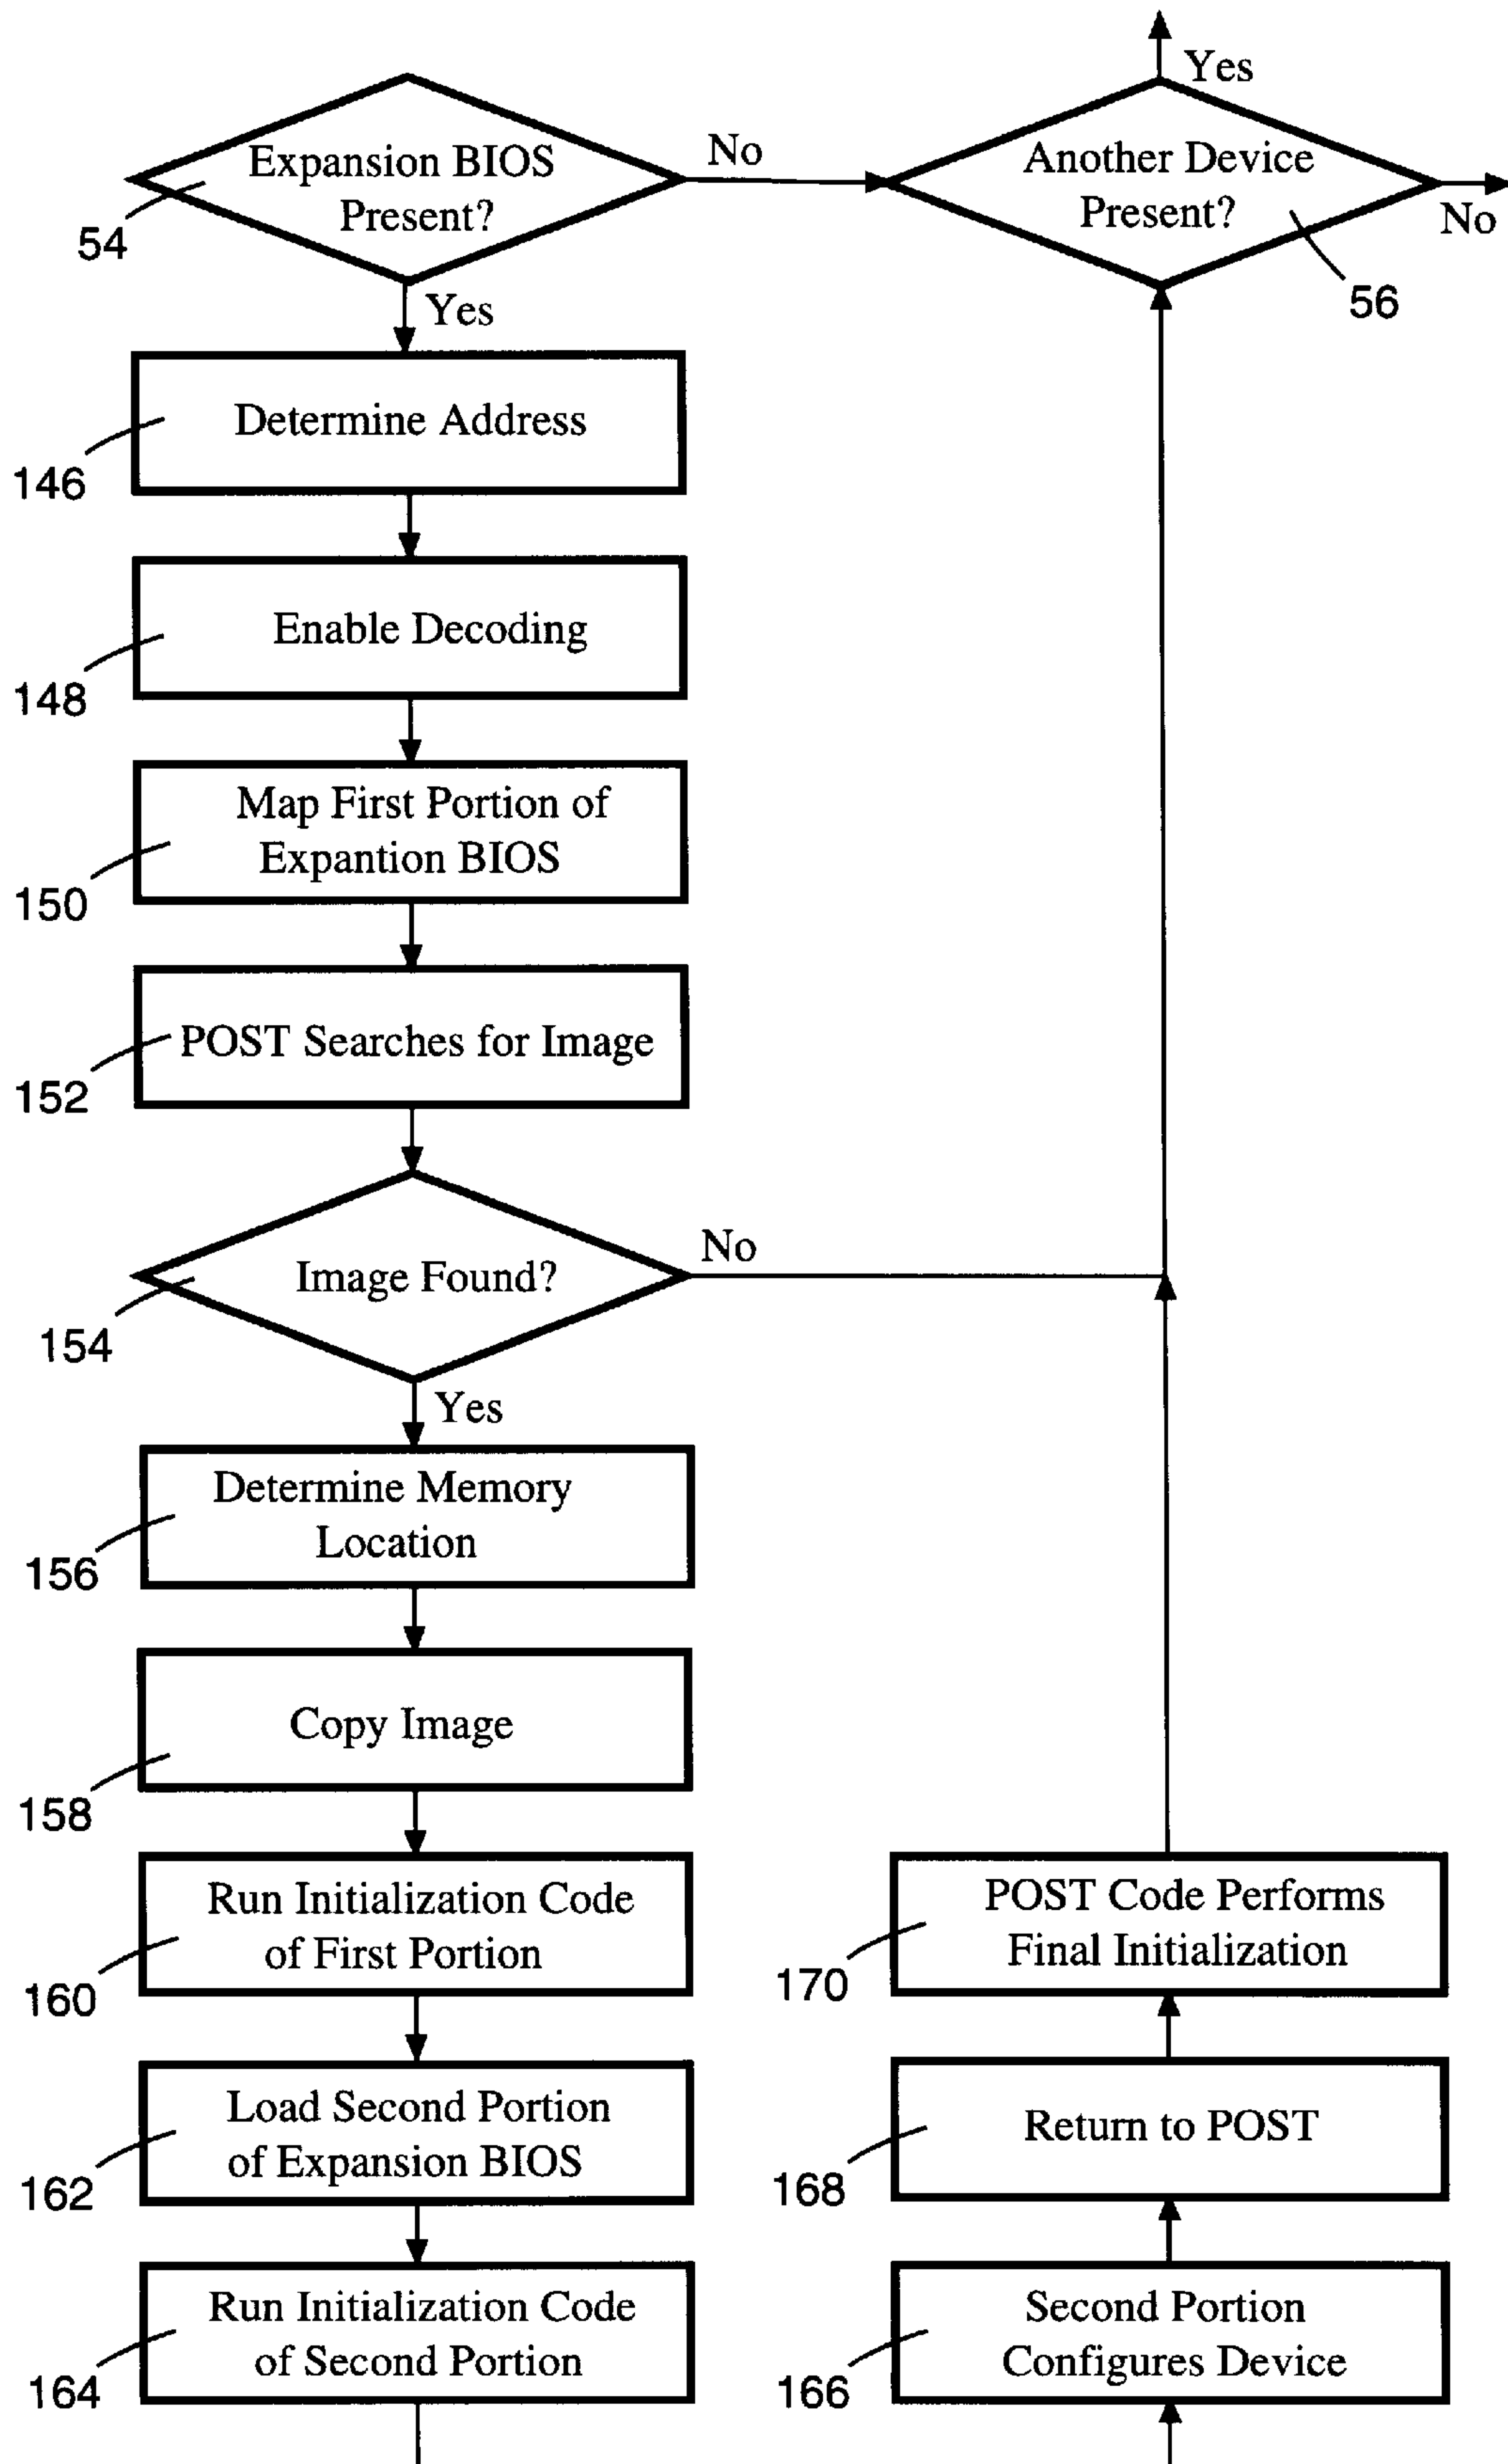 Yes
Expansion BIOS
Present?
No
Another Device
Present?
No
54
56
Yes
Determine Address
146
Enable Decoding
148
Map First Portion of
Expantion BIOS
150
POST Searches for Image
152
No
Image Found?
154
Yes
Determine Memory
Location
156
Copy Image
158
Run Initialization Code
of First Portion
160
Load Second Portion
of Expansion BIOS
162
Run Initialization Code
of Second Portion
164
POST Code Performs
Final Initialization
170
Return to POST
168
Second Portion
Configures Device
166